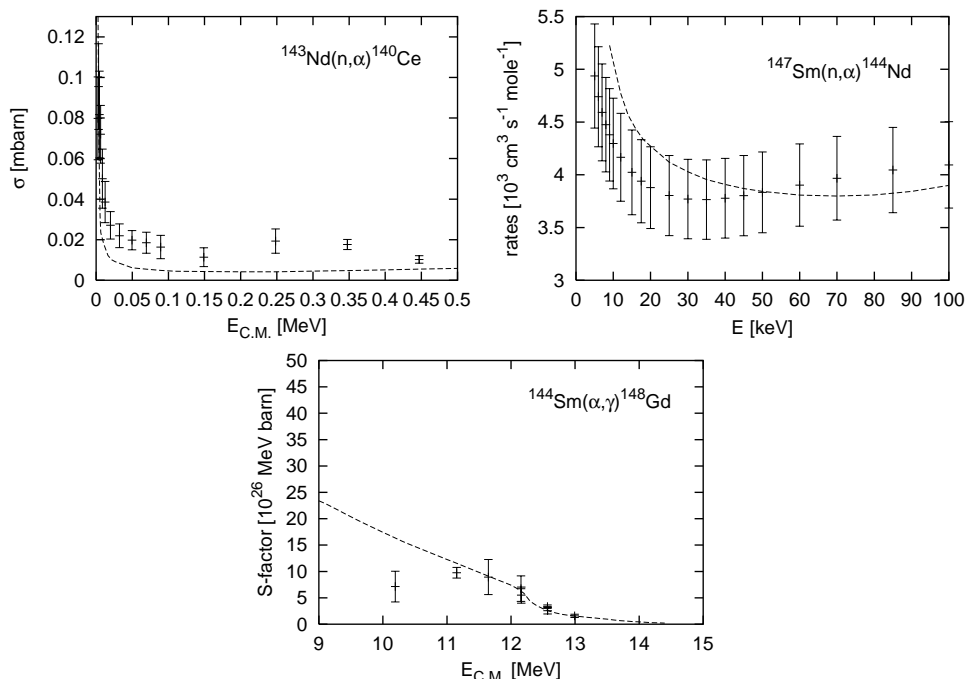 0.12
0.1
0.08
0.06
0.04
0.02
0
σ [mbarn]
¹⁴³Nd(n,α)¹⁴⁰Ce
0 0.05 0.1 0.15 0.2 0.25 0.3 0.35 0.4 0.45 0.5
E_C.M. [MeV]
5.5
5
4.5
4
3.5
3
rates [10³ cm³ s⁻¹ mole⁻¹]
¹⁴⁷Sm(n,α)¹⁴⁴Nd
0 10 20 30 40 50 60 70 80 90 100
E [keV]
50
45
40
35
30
25
20
15
10
5
0
S-factor [10²⁶ MeV barn]
¹⁴⁴Sm(α,γ)¹⁴⁸Gd
9 10 11 12 13 14 15
E_C.M. [MeV]